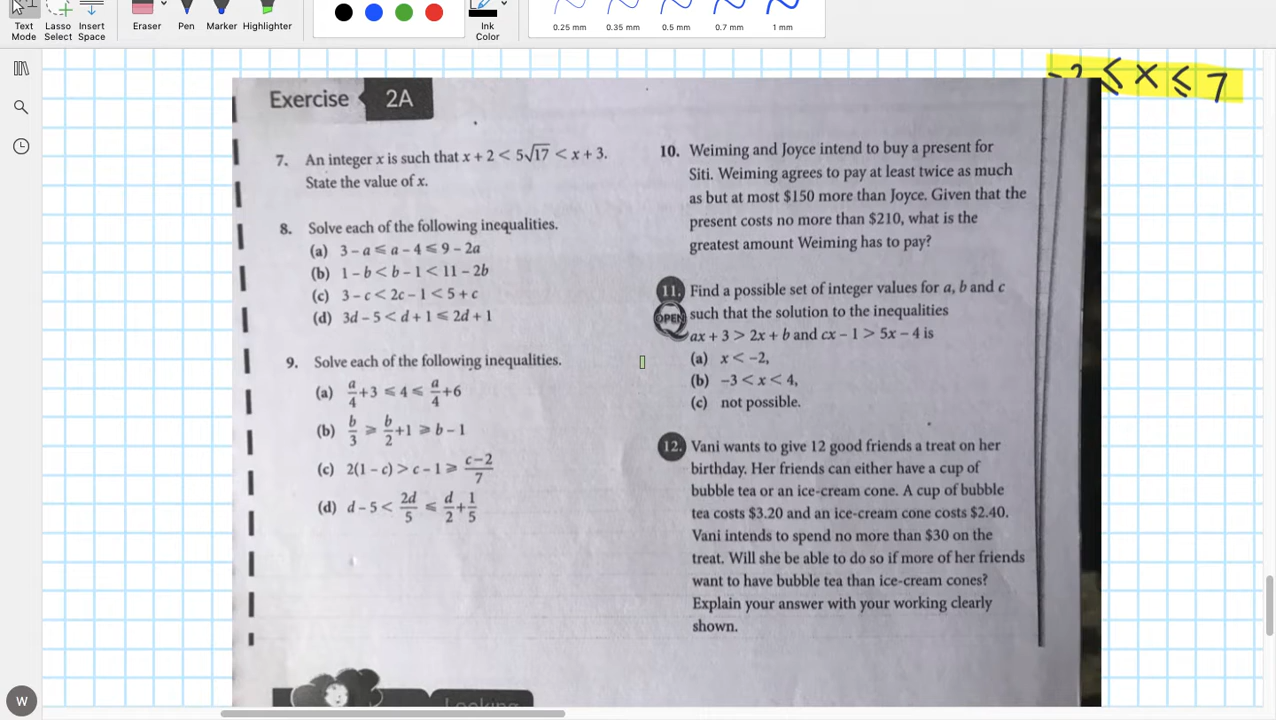 Text
Mode
Lasso
Select
Insert
Space
Eraser
Pen
Marker
Highlighter
Ink
Color
0.25 mm
0.35 mm
0.5 mm
0.7 mm
1 mm
≤ x ≤ 7
Exercise 2A
7. An integer x is such that x + 2 < 5√17 < x + 3.
State the value of x.
8. Solve each of the following inequalities.
(a) 3 – a ⩽ a – 4 ⩽ 9 – 2a
(b) 1 – b < b – 1 < 11 – 2b
(c) 3 – c < 2c – 1 < 5 + c
(d) 3d – 5 < d + 1 ⩽ 2d + 1
9. Solve each of the following inequalities.
(a) a/4 + 3 ⩽ 4 ⩽ a/4 + 6
(b) b/3 ⩾ b/2 + 1 ⩾ b – 1
(c) 2(1 – c) > c – 1 ⩾ c–2/7
(d) d – 5 < 2d/5 ⩽ d/2 + 1/5
10. Weiming and Joyce intend to buy a present for
Siti. Weiming agrees to pay at least twice as much
as but at most $150 more than Joyce. Given that the
present costs no more than $210, what is the
greatest amount Weiming has to pay?
11. Find a possible set of integer values for a, b and c
OPEN such that the solution to the inequalities
ax + 3 > 2x + b and cx – 1 > 5x – 4 is
(a) x < –2,
(b) –3 < x < 4,
(c) not possible.
12. Vani wants to give 12 good friends a treat on her
birthday. Her friends can either have a cup of
bubble tea or an ice-cream cone. A cup of bubble
tea costs $3.20 and an ice-cream cone costs $2.40.
Vani intends to spend no more than $30 on the
treat. Will she be able to do so if more of her friends
want to have bubble tea than ice-cream cones?
Explain your answer with your working clearly
shown.
W